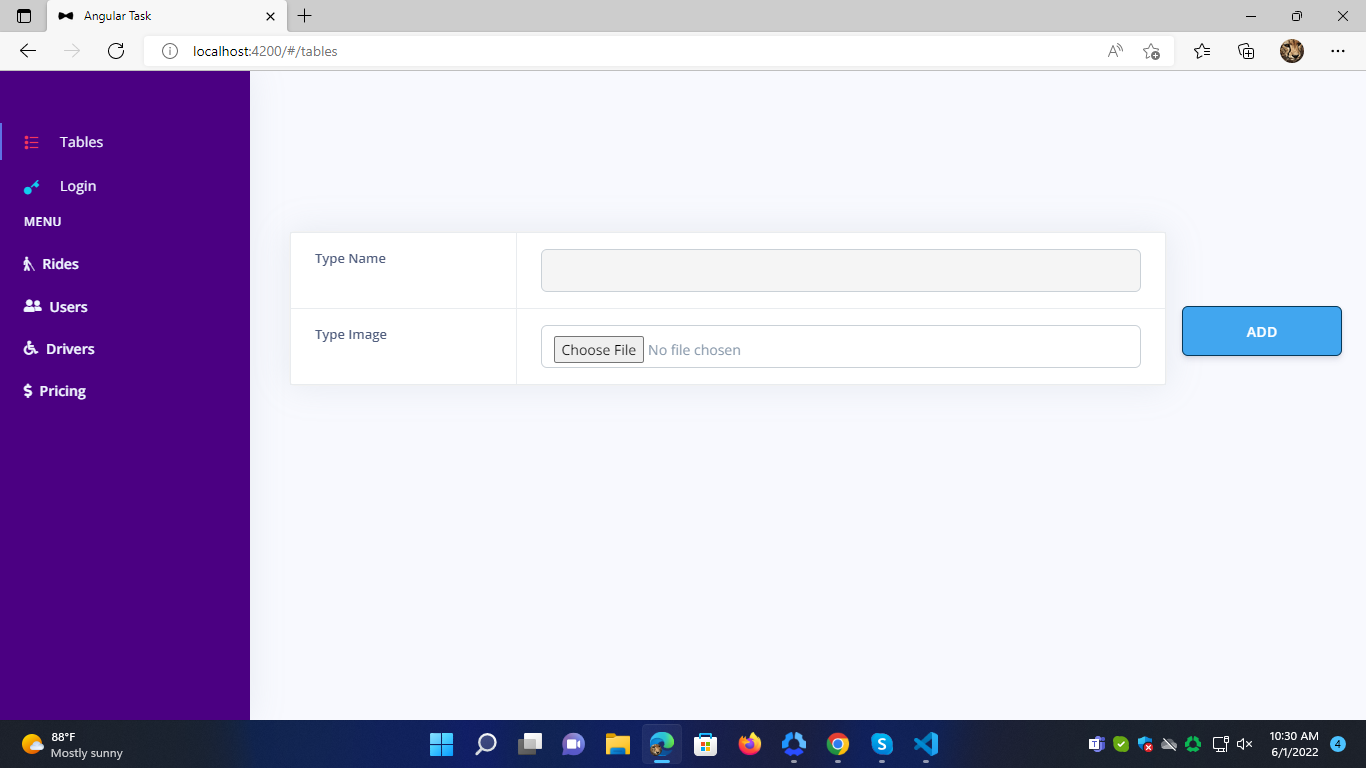 Angular Task
localhost:4200/#/tables
Tables
Login
MENU
Rides
Users
Drivers
Pricing
Type Name
Type Image
Choose File No file chosen
ADD
88°F
Mostly sunny
10:30 AM
6/1/2022
4